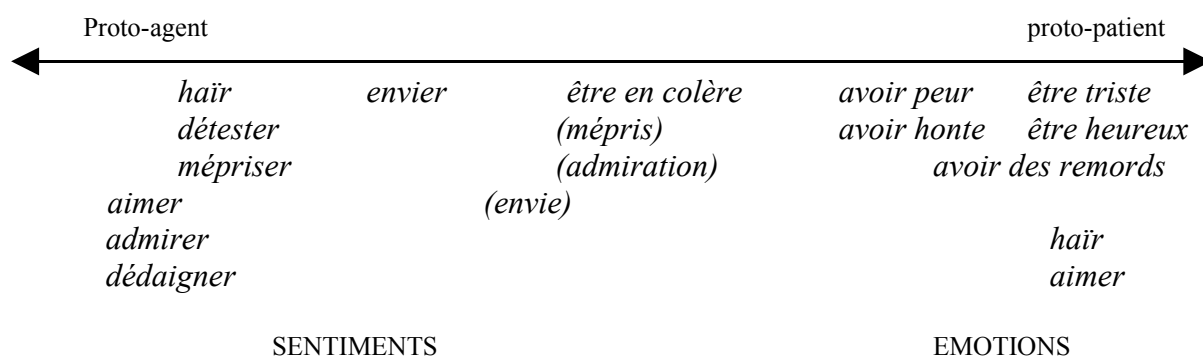 Proto-agent proto-patient
haïr envier être en colère avoir peur être triste
détester (mépris) avoir honte être heureux
mépriser (admiration) avoir des remords
aimer (envie)
admirer haïr
dédaigner aimer
SENTIMENTS EMOTIONS